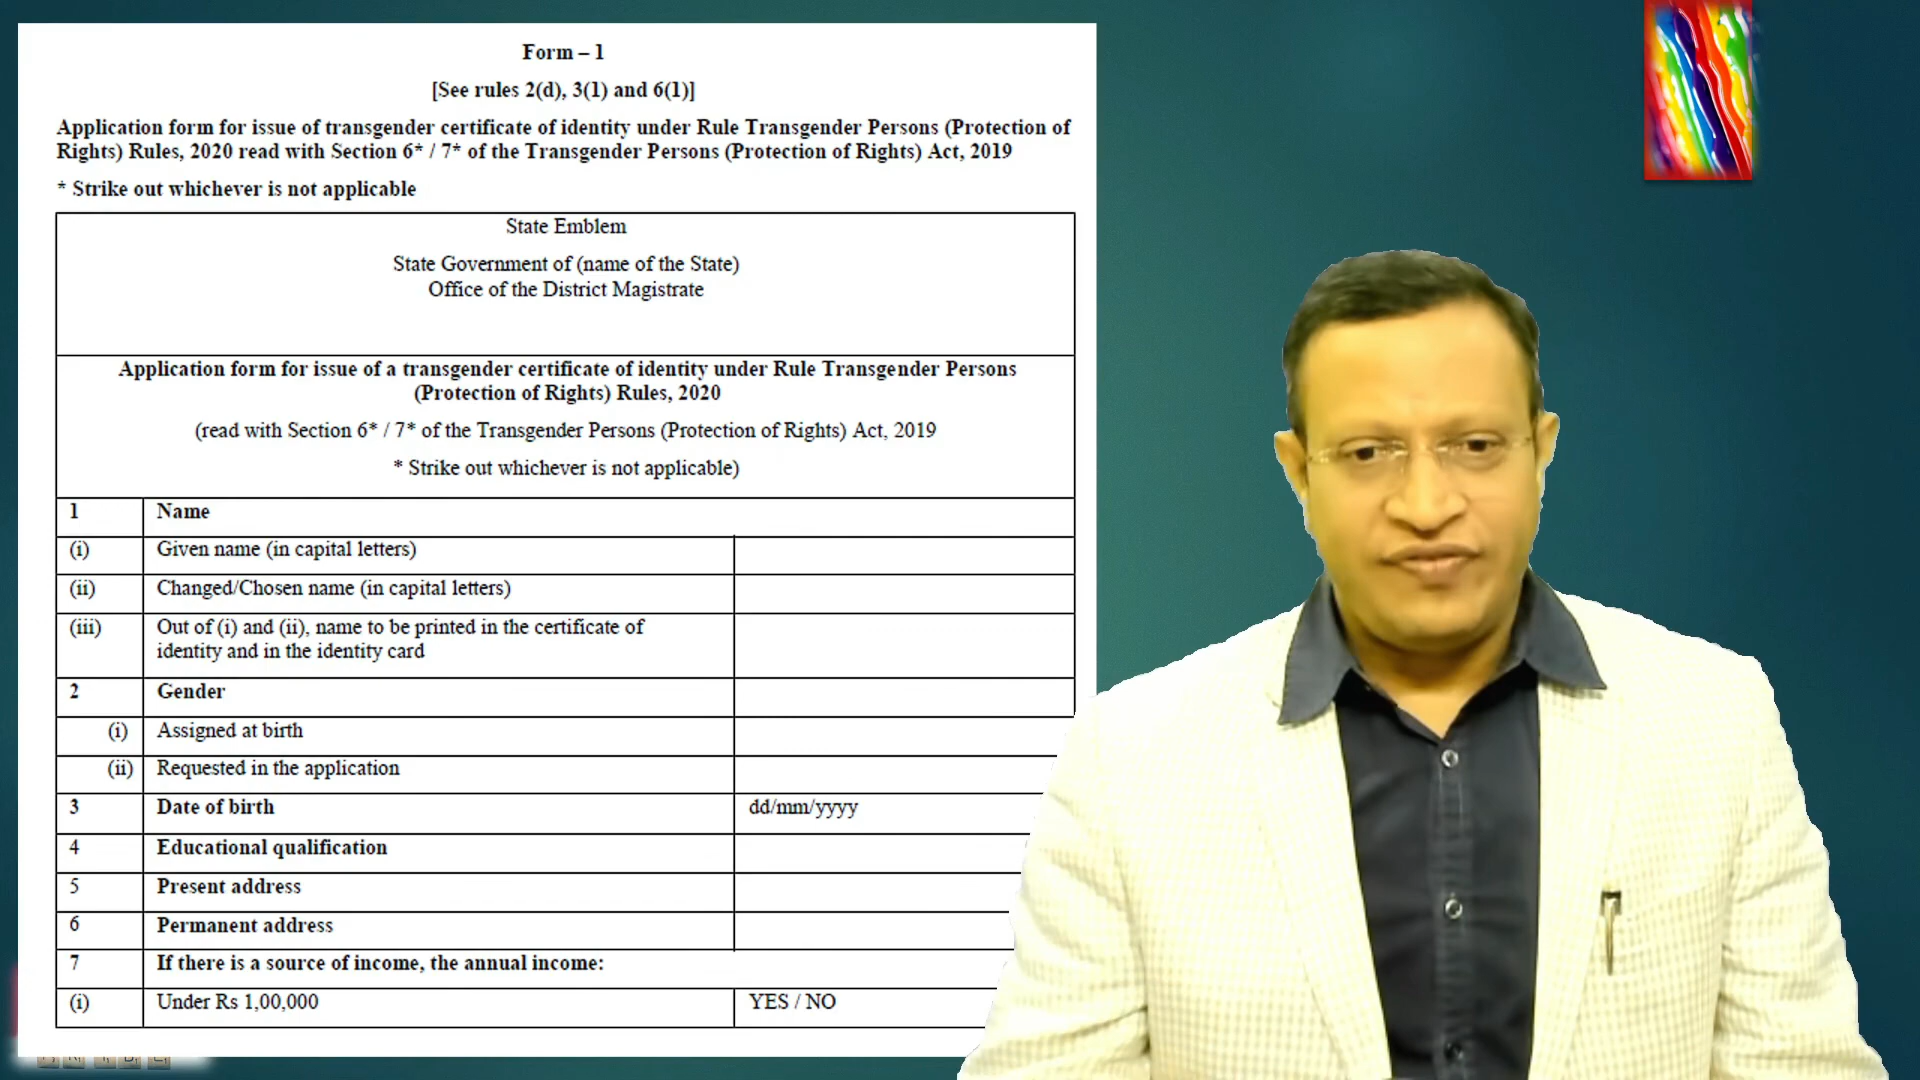 Form – 1
[See rules 2(d), 3(1) and 6(1)]
Application form for issue of transgender certificate of identity under Rule Transgender Persons (Protection of
Rights) Rules, 2020 read with Section 6* / 7* of the Transgender Persons (Protection of Rights) Act, 2019
* Strike out whichever is not applicable
State Emblem
State Government of (name of the State)
Office of the District Magistrate
Application form for issue of a transgender certificate of identity under Rule Transgender Persons
(Protection of Rights) Rules, 2020
(read with Section 6* / 7* of the Transgender Persons (Protection of Rights) Act, 2019
* Strike out whichever is not applicable)
1 Name
(i) Given name (in capital letters)
(ii) Changed/Chosen name (in capital letters)
(iii) Out of (i) and (ii), name to be printed in the certificate of
identity and in the identity card
2 Gender
(i) Assigned at birth
(ii) Requested in the application
3 Date of birth dd/mm/yyyy
4 Educational qualification
5 Present address
6 Permanent address
7 If there is a source of income, the annual income:
(i) Under Rs 1,00,000 YES / NO